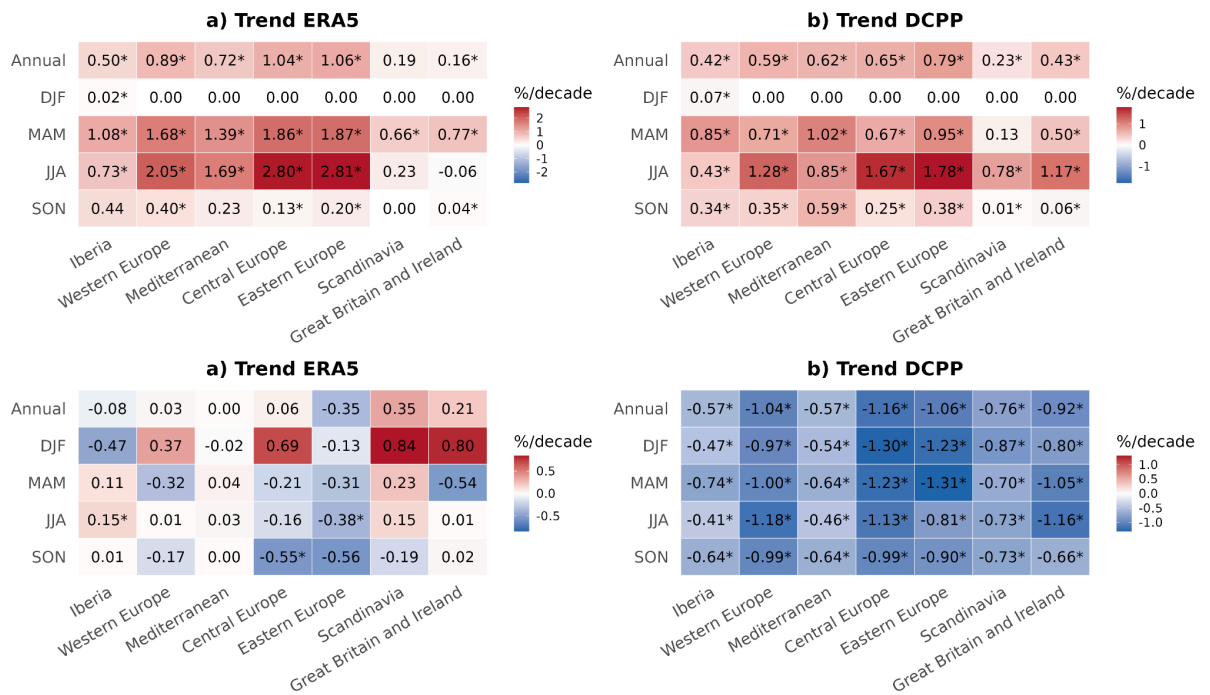 a) Trend ERA5
Annual 0.50* 0.89* 0.72* 1.04* 1.06* 0.19 0.16*
DJF 0.02* 0.00 0.00 0.00 0.00 0.00 0.00
MAM 1.08* 1.68* 1.39* 1.86* 1.87* 0.66* 0.77*
JJA 0.73* 2.05* 1.69* 2.80* 2.81* 0.23 -0.06
SON 0.44 0.40* 0.23 0.13* 0.20* 0.00 0.04*
Iberia
Western Europe
Mediterranean
Central Europe
Eastern Europe
Scandinavia
Great Britain and Ireland
%/decade
2
1
0
-1
-2
b) Trend DCPP
Annual 0.42* 0.59* 0.62* 0.65* 0.79* 0.23* 0.43*
DJF 0.07* 0.00 0.00 0.00 0.00 0.00 0.00
MAM 0.85* 0.71* 1.02* 0.67* 0.95* 0.13 0.50*
JJA 0.43* 1.28* 0.85* 1.67* 1.78* 0.78* 1.17*
SON 0.34* 0.35* 0.59* 0.25* 0.38* 0.01* 0.06*
Iberia
Western Europe
Mediterranean
Central Europe
Eastern Europe
Scandinavia
Great Britain and Ireland
%/decade
1
0
-1
a) Trend ERA5
Annual -0.08 0.03 0.00 0.06 -0.35 0.35 0.21
DJF -0.47 0.37 -0.02 0.69 -0.13 0.84 0.80
MAM 0.11 -0.32 0.04 -0.21 -0.31 0.23 -0.54
JJA 0.15* 0.01 0.03 -0.16 -0.38* 0.15 0.01
SON 0.01 -0.17 0.00 -0.55* -0.56 -0.19 0.02
Iberia
Western Europe
Mediterranean
Central Europe
Eastern Europe
Scandinavia
Great Britain and Ireland
%/decade
0.5
0.0
-0.5
b) Trend DCPP
Annual -0.57* -1.04* -0.57* -1.16* -1.06* -0.76* -0.92*
DJF -0.47* -0.97* -0.54* -1.30* -1.23* -0.87* -0.80*
MAM -0.74* -1.00* -0.64* -1.23* -1.31* -0.70* -1.05*
JJA -0.41* -1.18* -0.46* -1.13* -0.81* -0.73* -1.16*
SON -0.64* -0.99* -0.64* -0.99* -0.90* -0.73* -0.66*
Iberia
Western Europe
Mediterranean
Central Europe
Eastern Europe
Scandinavia
Great Britain and Ireland
%/decade
1.0
0.5
0.0
-0.5
-1.0